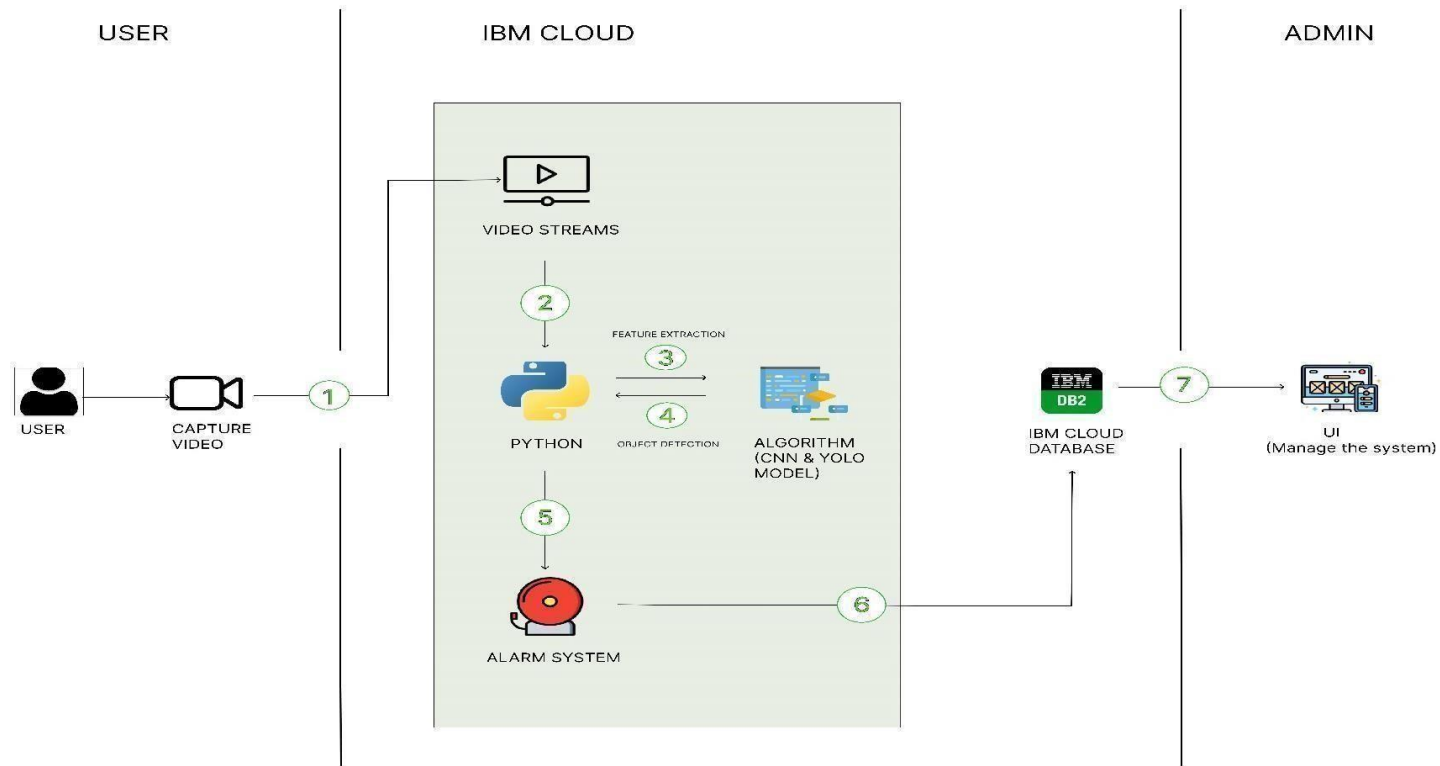 USER
IBM CLOUD
ADMIN
VIDEO STREAMS
2
FEATURE EXTRACTION
3
1
4
7
IBM
DB2
USER
CAPTURE
VIDEO
PYTHON
OBJECT DETECTION
ALGORITHM
(CNN & YOLO
MODEL)
IBM CLOUD
DATABASE
UI
(Manage the system)
5
6
ALARM SYSTEM